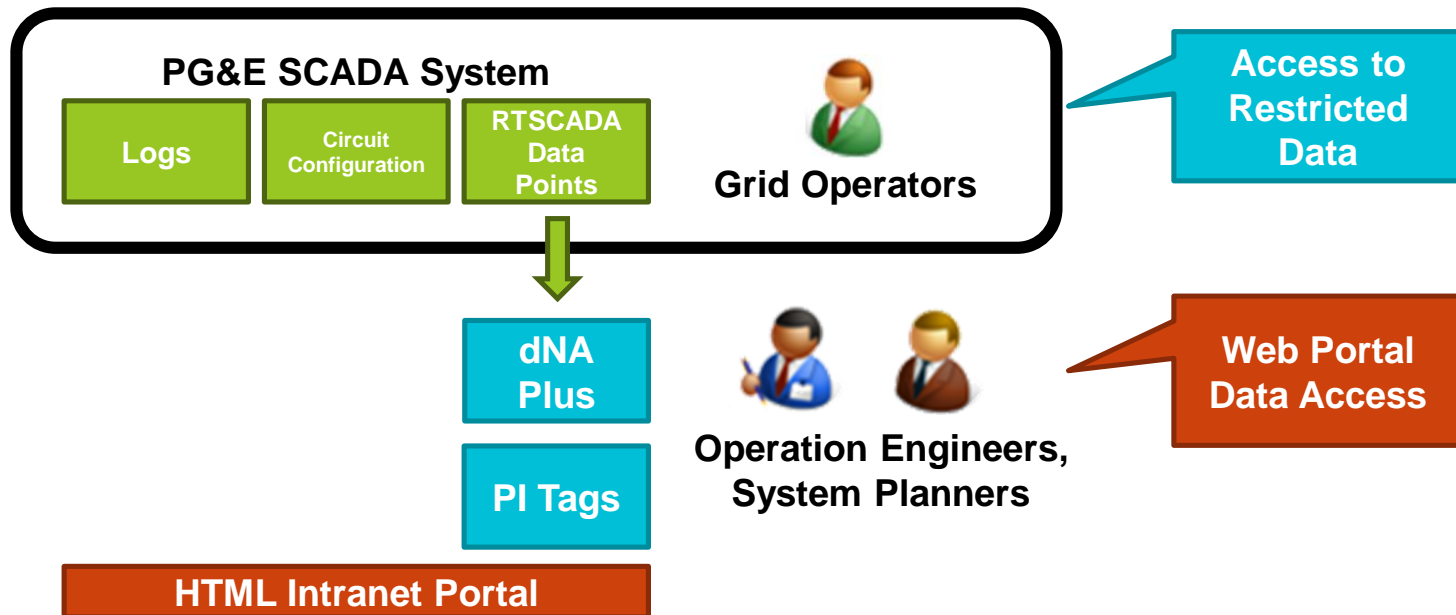 PG&E SCADA System
Logs
Circuit
Configuration
RTSCADA
Data
Points
Grid Operators
Access to
Restricted
Data
dNA
Plus
PI Tags
Operation Engineers,
System Planners
Web Portal
Data Access
HTML Intranet Portal